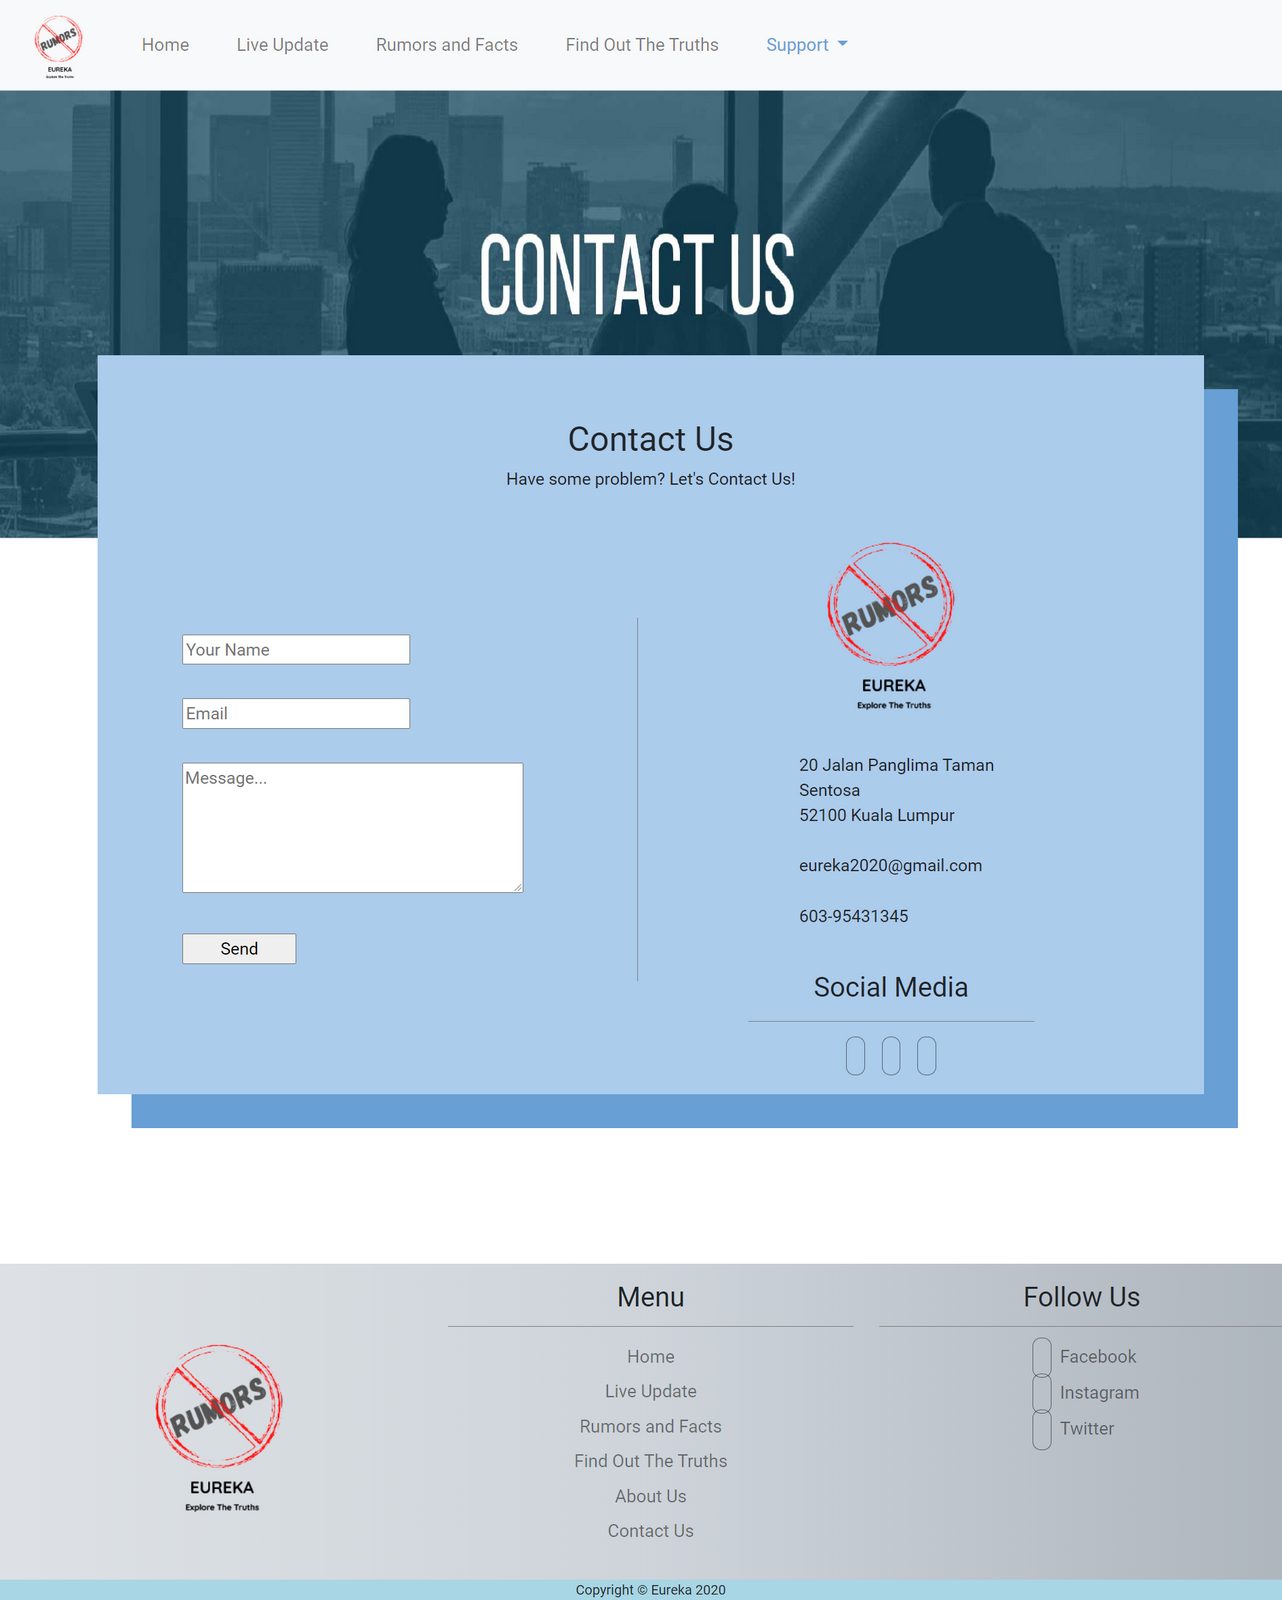 RUMORS
EUREKA
Explore The Truths
Home
Live Update
Rumors and Facts
Find Out The Truths
Support
CONTACT US
Contact Us
Have some problem? Let's Contact Us!
Your Name
Email
Message...
Send
RUMORS
EUREKA
Explore The Truths
20 Jalan Panglima Taman
Sentosa
52100 Kuala Lumpur
eureka2020@gmail.com
603-95431345
Social Media
RUMORS
EUREKA
Explore The Truths
Menu
Home
Live Update
Rumors and Facts
Find Out The Truths
About Us
Contact Us
Follow Us
Facebook
Instagram
Twitter
Copyright © Eureka 2020